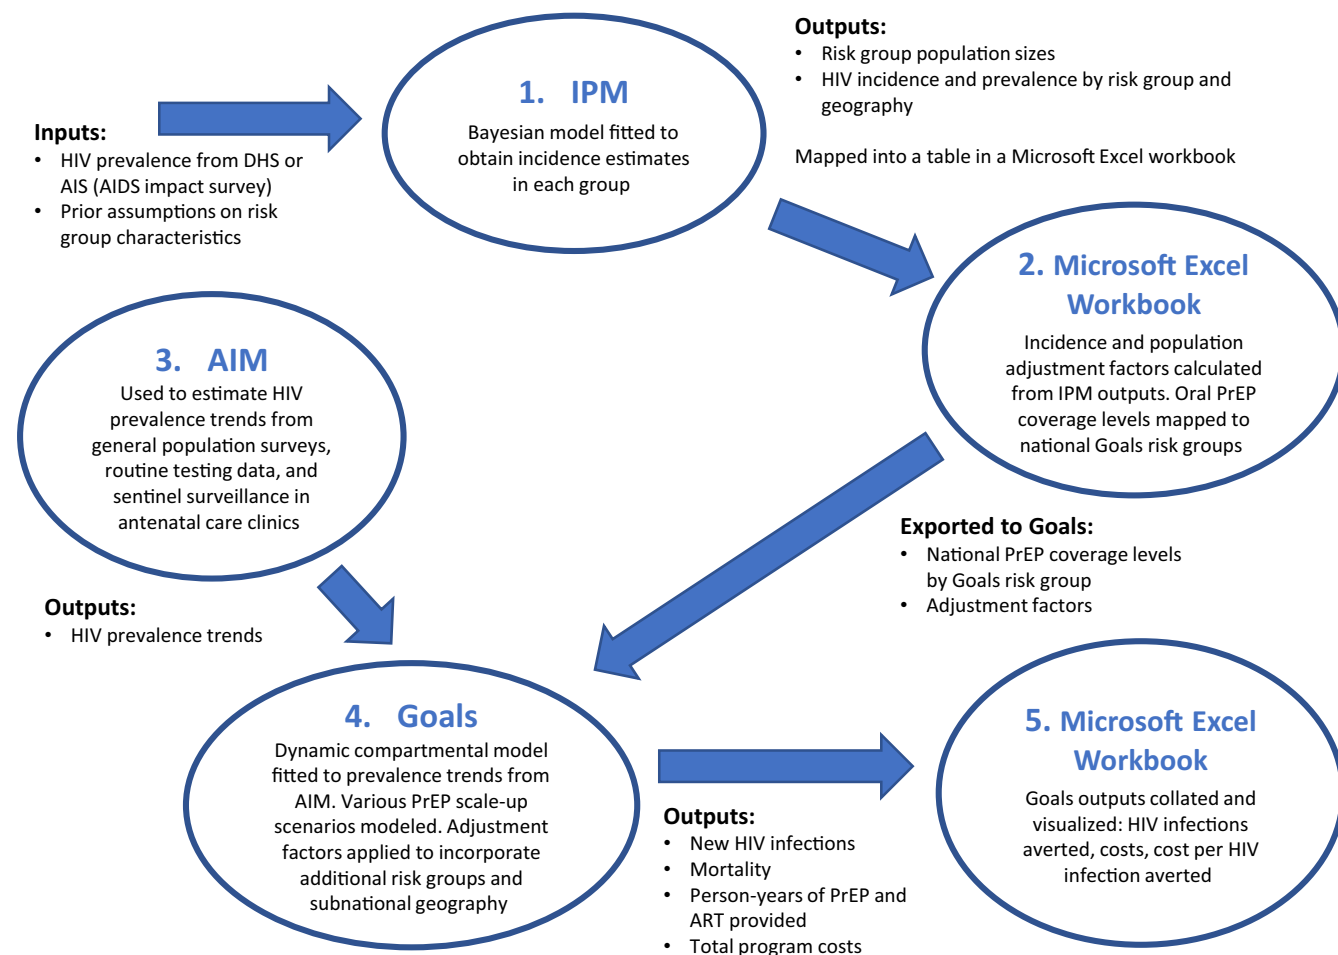 Inputs:
• HIV prevalence from DHS or
AIS (AIDS impact survey)
• Prior assumptions on risk
group characteristics
1. IPM
Bayesian model fitted to
obtain incidence estimates
in each group
Outputs:
• Risk group population sizes
• HIV incidence and prevalence by risk group and
geography
Mapped into a table in a Microsoft Excel workbook
2. Microsoft Excel
Workbook
Incidence and population
adjustment factors calculated
from IPM outputs. Oral PrEP
coverage levels mapped to
national Goals risk groups
3. AIM
Used to estimate HIV
prevalence trends from
general population surveys,
routine testing data, and
sentinel surveillance in
antenatal care clinics
Outputs:
• HIV prevalence trends
Exported to Goals:
• National PrEP coverage levels
by Goals risk group
• Adjustment factors
4. Goals
Dynamic compartmental model
fitted to prevalence trends from
AIM. Various PrEP scale-up
scenarios modeled. Adjustment
factors applied to incorporate
additional risk groups and
subnational geography
Outputs:
• New HIV infections
• Mortality
• Person-years of PrEP and
ART provided
• Total program costs
5. Microsoft Excel
Workbook
Goals outputs collated and
visualized: HIV infections
averted, costs, cost per HIV
infection averted